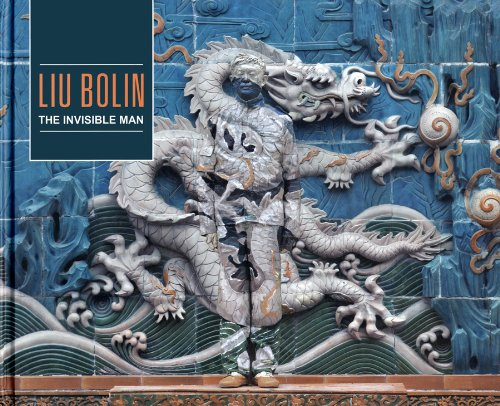 LIU BOLIN
THE INVISIBLE MAN